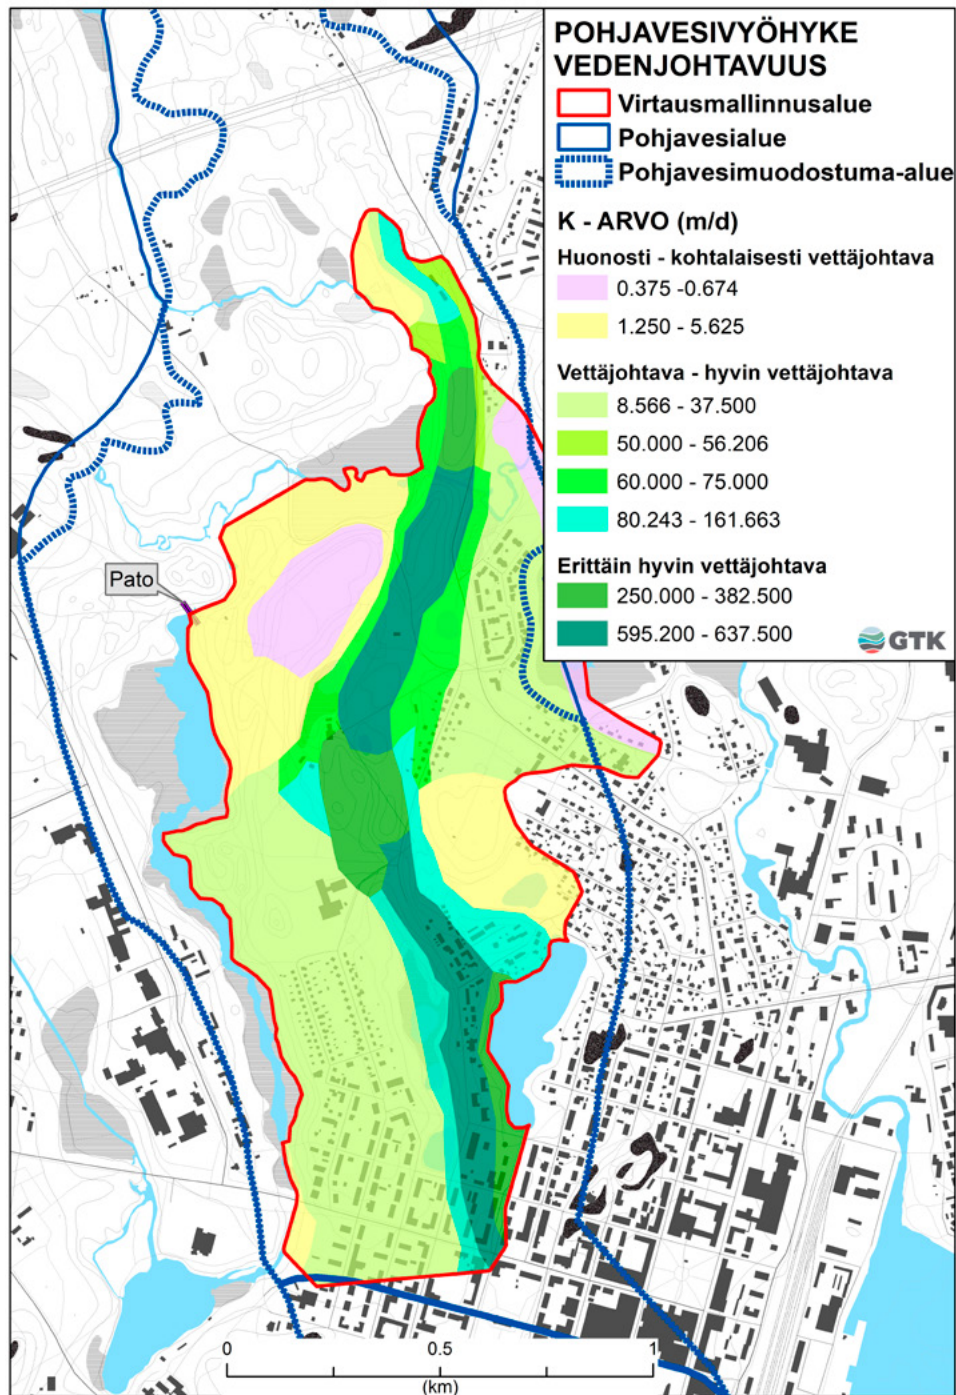 POHJAVESIVYÖHYKE
VEDENJOHTAVUUS
Virtausmallinnusalue
Pohjavesialue
Pohjavesimuodostuma-alue
K - ARVO (m/d)
Huonosti - kohtalaisesti vettäjohtava
0.375 -0.674
1.250 - 5.625
Vettäjohtava - hyvin vettäjohtava
8.566 - 37.500
50.000 - 56.206
60.000 - 75.000
80.243 - 161.663
Erittäin hyvin vettäjohtava
250.000 - 382.500
595.200 - 637.500
GTK
Pato
0 0.5 1
(km)